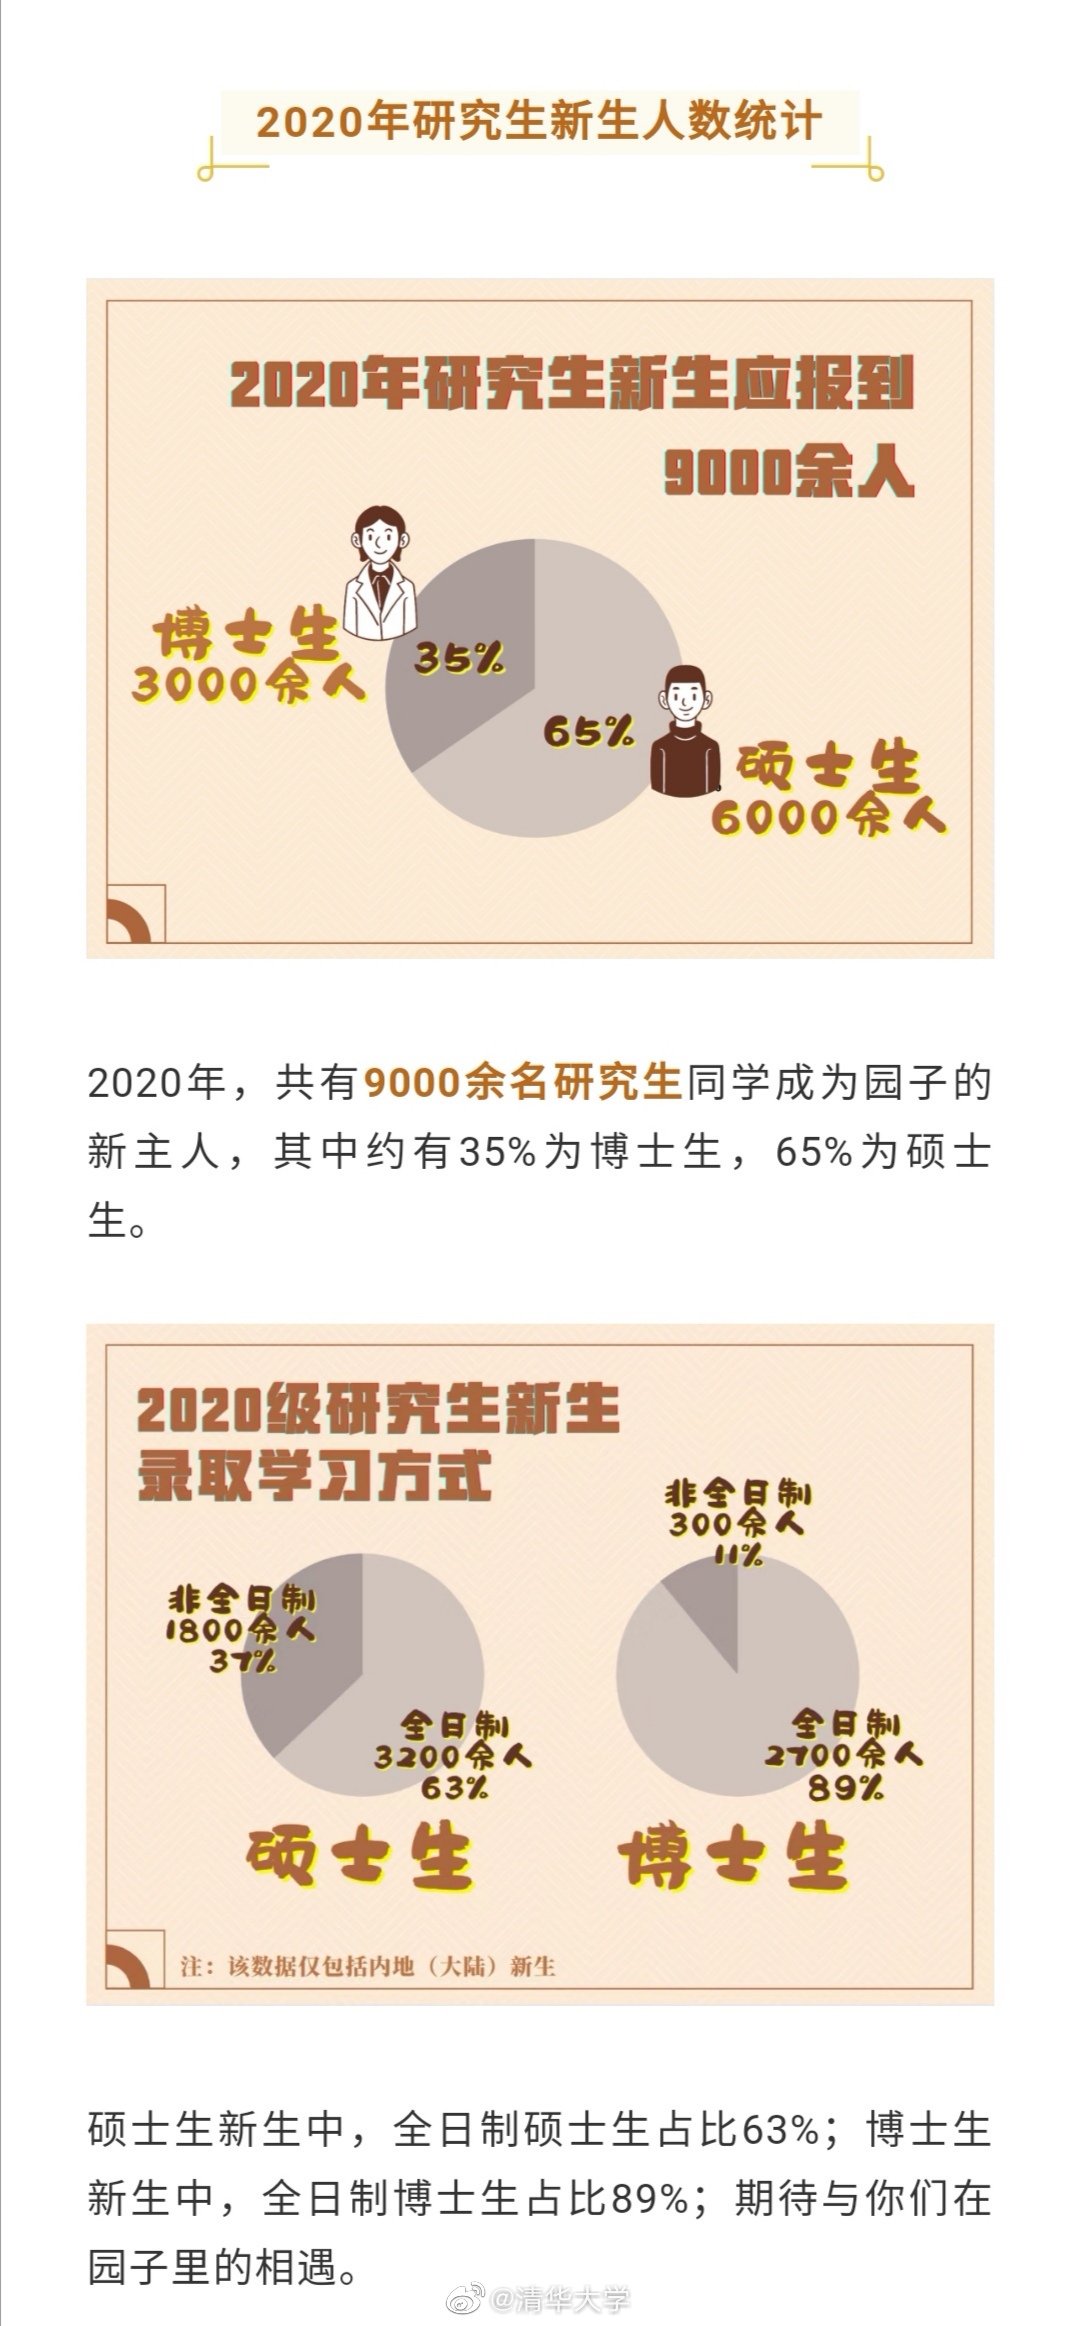 2020年研究生新生人数统计
2020年研究生新生应报到
9000余人
博士生
3000余人
35%
65%
硕士生
6000余人
2020年，共有9000余名研究生同学成为园子的
新主人，其中约有35%为博士生，65%为硕士
生。
2020级研究生新生
录取学习方式
非全日制
1800余人
37%
全日制
3200余人
63%
硕士生
非全日制
300余人
11%
全日制
2700余人
89%
博士生
注：该数据仅包括内地（大陆）新生
硕士生新生中，全日制硕士生占比63%；博士生
新生中，全日制博士生占比89%；期待与你们在
园子里的相遇。
@清华大学